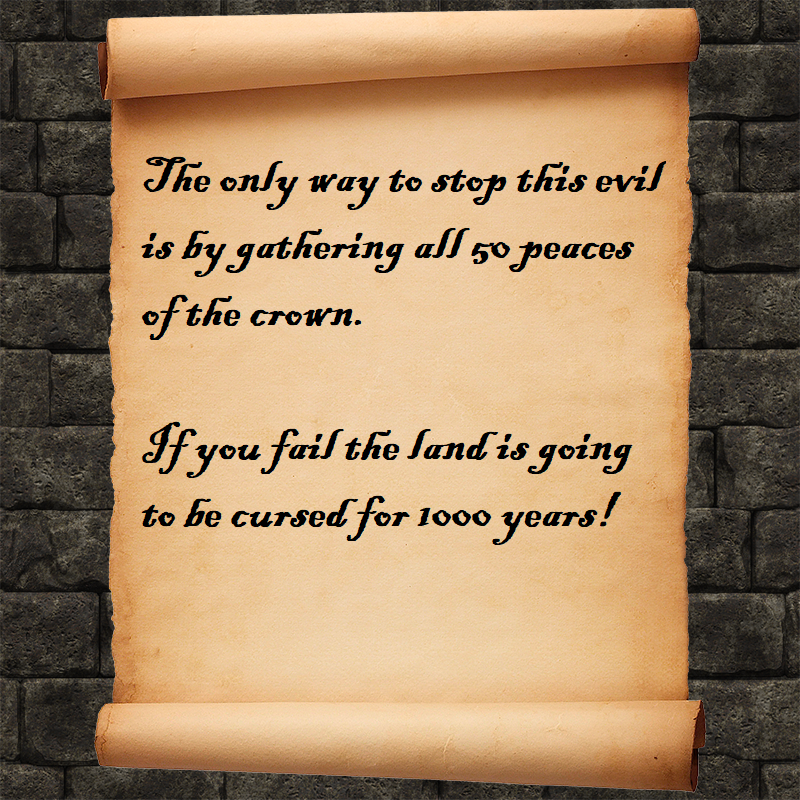 The only way to stop this evil
is by gathering all 50 peaces
of the crown.
If you fail the land is going
to be cursed for 1000 years!